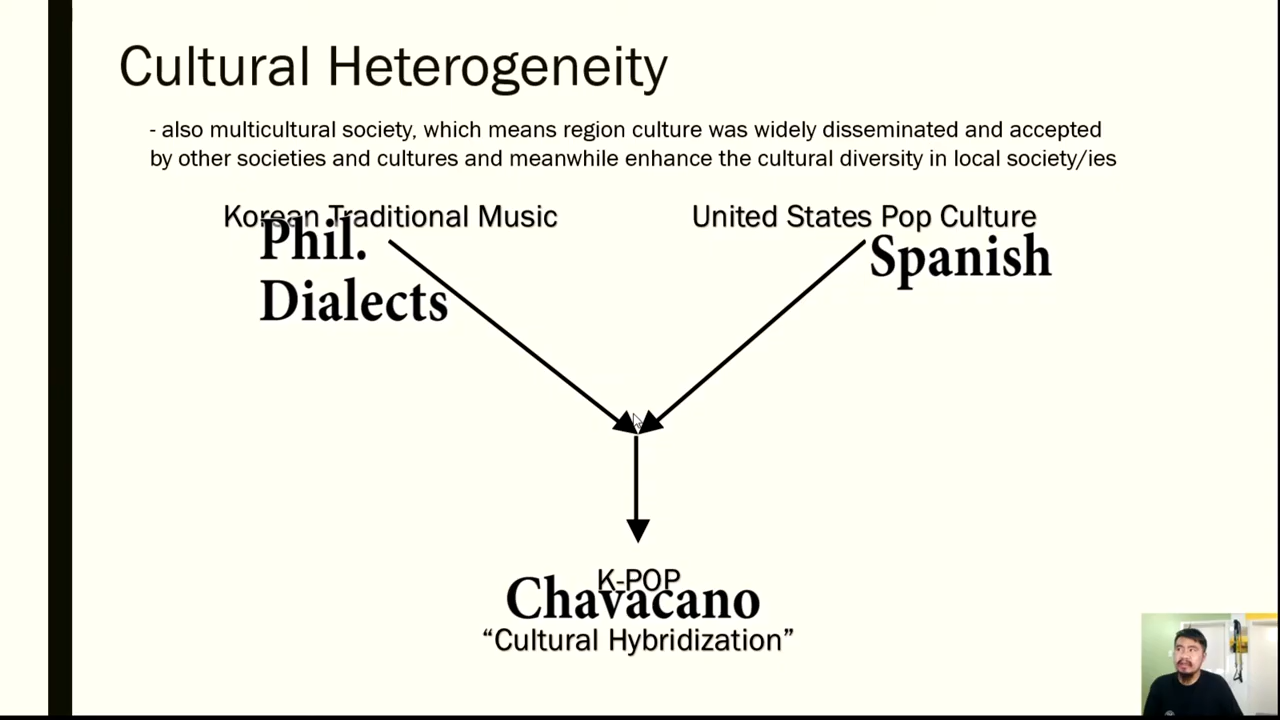 Cultural Heterogeneity
- also multicultural society, which means region culture was widely disseminated and accepted
by other societies and cultures and meanwhile enhance the cultural diversity in local society/ies
Korean Traditional Music
United States Pop Culture
Phil.
Dialects
Spanish
K-POP
Chavacano
“Cultural Hybridization”